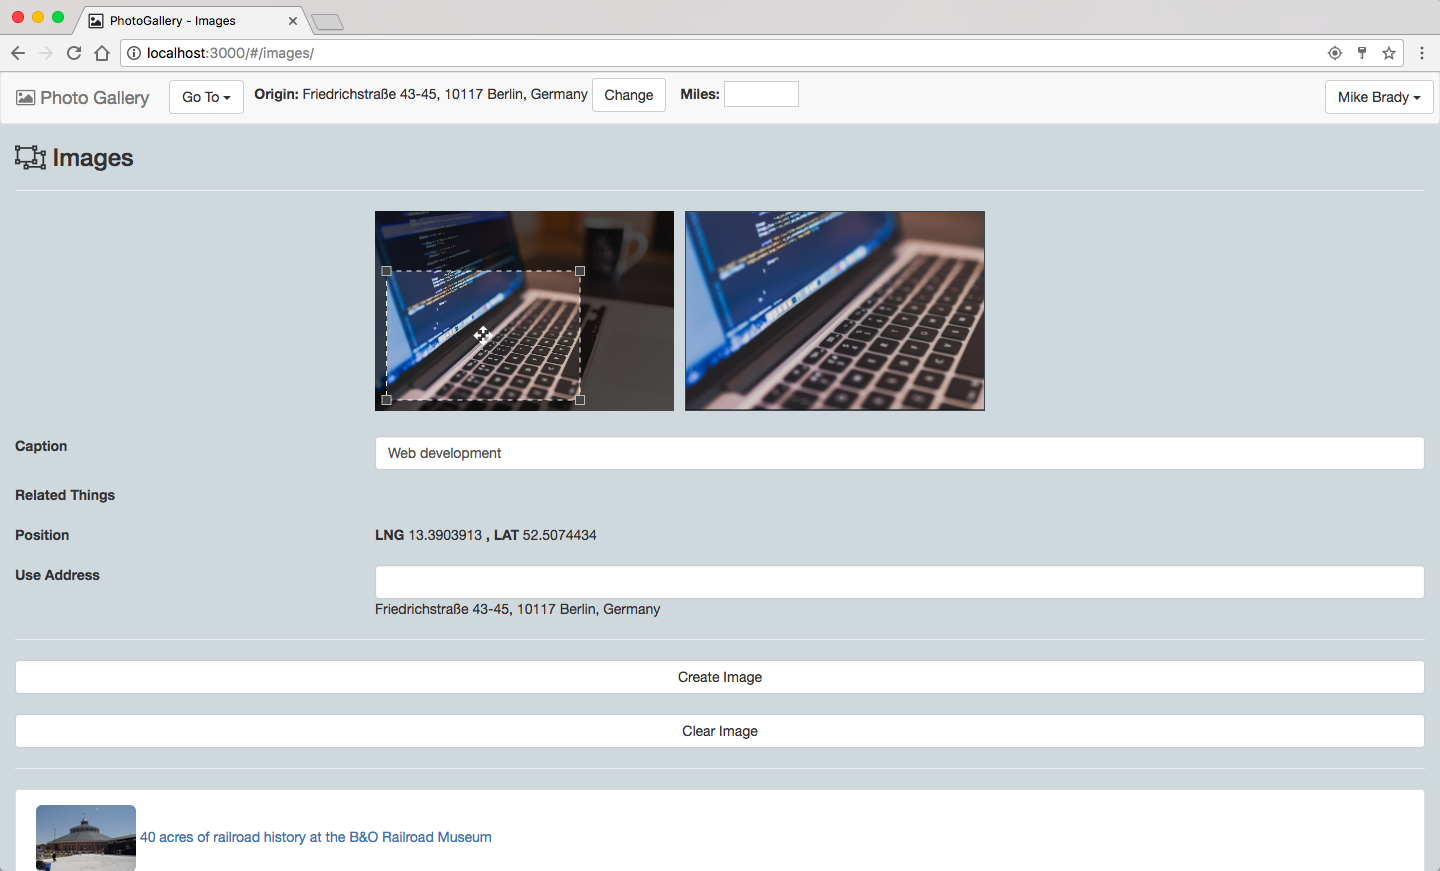 PhotoGallery - Images
localhost:3000/#/images/
Photo Gallery Go To Origin: Friedrichstraße 43-45, 10117 Berlin, Germany Change Miles: Mike Brady
Images
Caption Web development
Related Things
Position LNG 13.3903913 , LAT 52.5074434
Use Address
Friedrichstraße 43-45, 10117 Berlin, Germany
Create Image
Clear Image
40 acres of railroad history at the B&O Railroad Museum